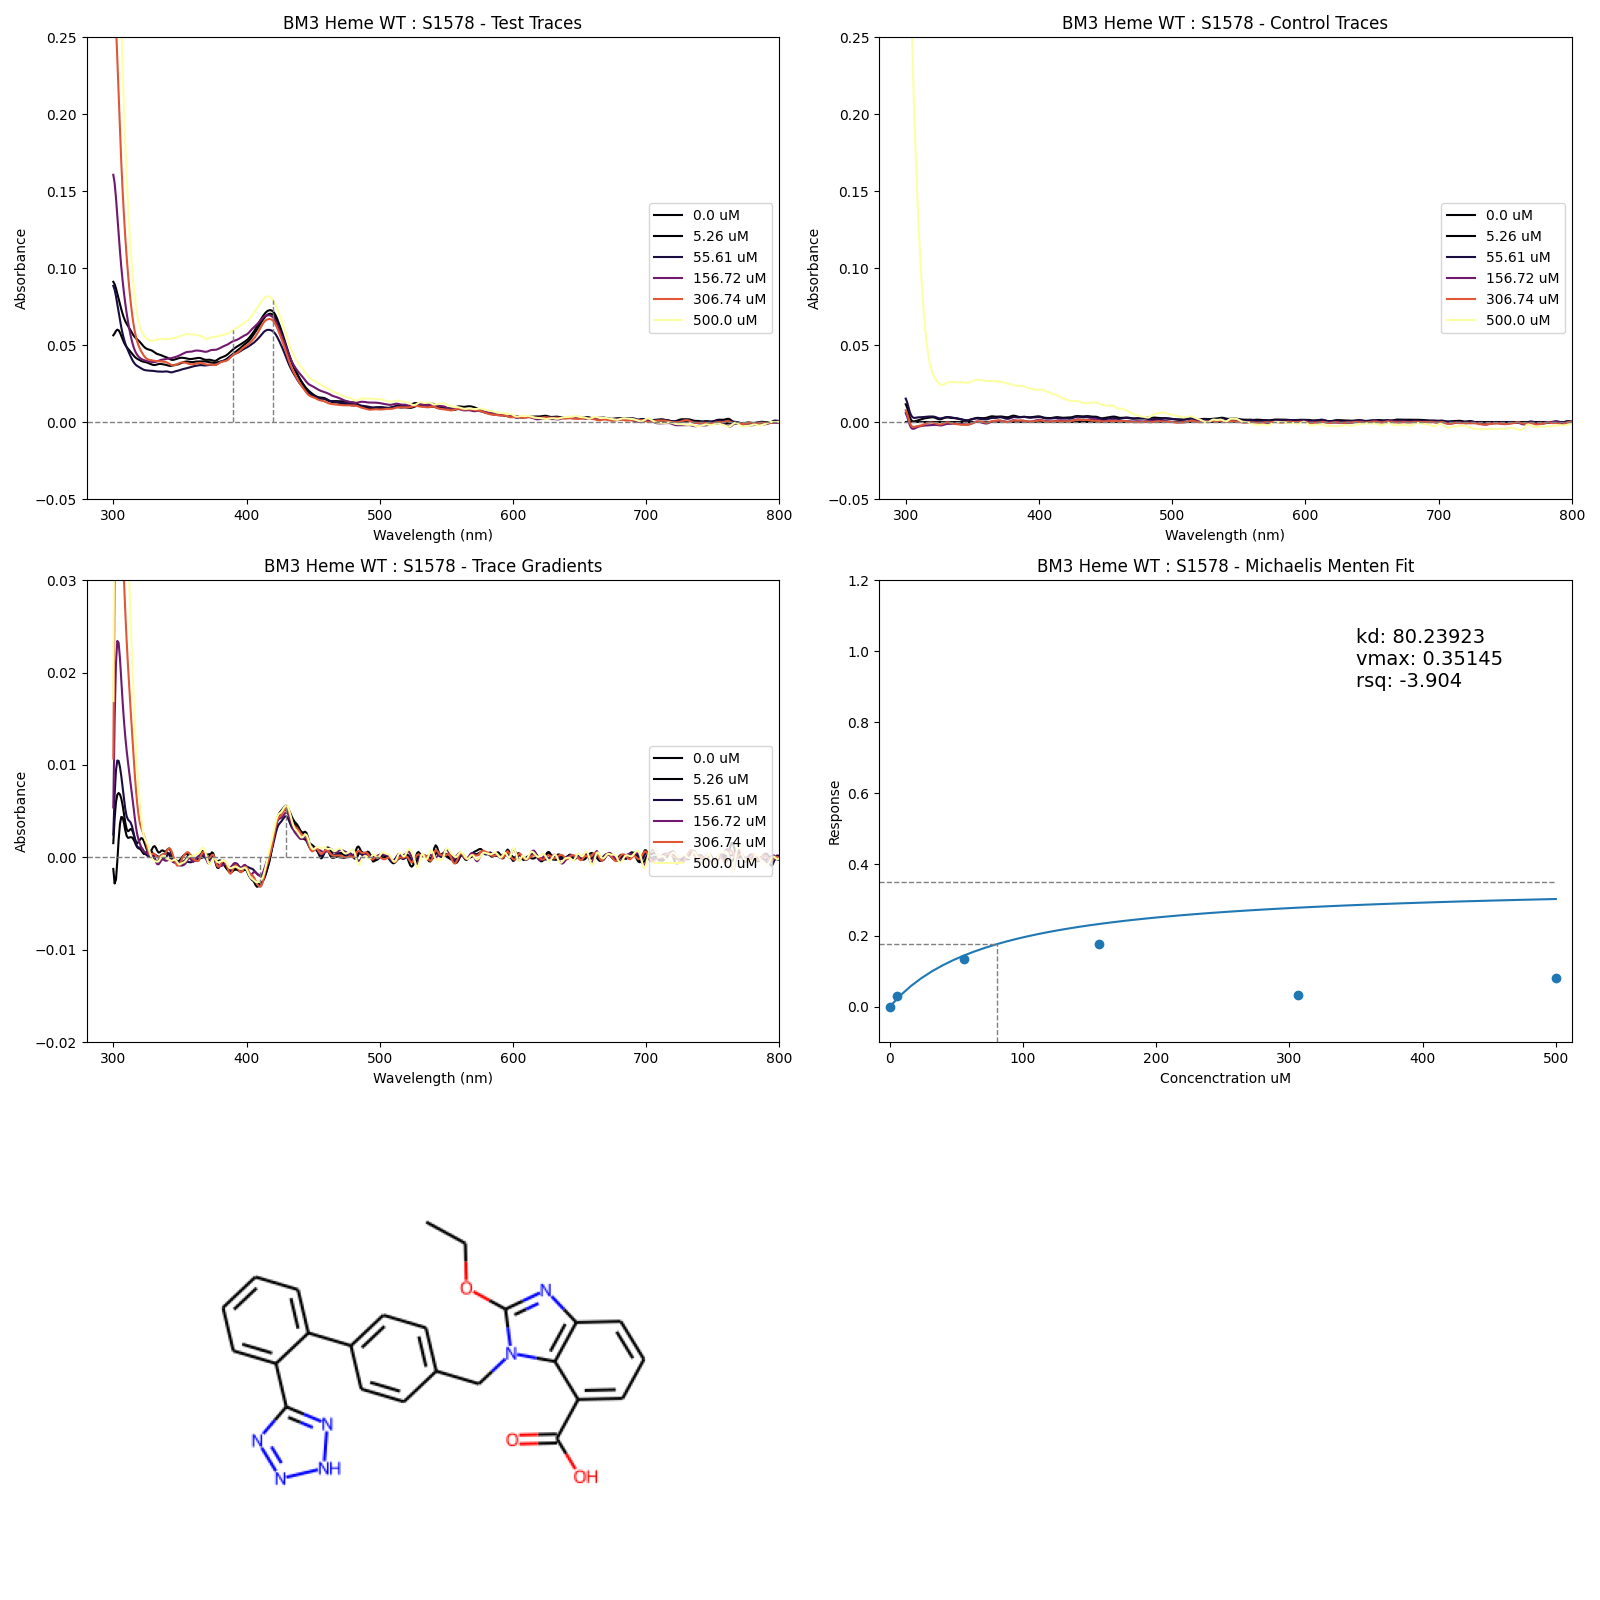 BM3 Heme WT : S1578 - Test Traces
Absorbance
0.25
0.20
0.15
0.10
0.05
0.00
−0.05
300 400 500 600 700 800
Wavelength (nm)
0.0 uM
5.26 uM
55.61 uM
156.72 uM
306.74 uM
500.0 uM
BM3 Heme WT : S1578 - Control Traces
Absorbance
0.25
0.20
0.15
0.10
0.05
0.00
−0.05
300 400 500 600 700 800
Wavelength (nm)
0.0 uM
5.26 uM
55.61 uM
156.72 uM
306.74 uM
500.0 uM
BM3 Heme WT : S1578 - Trace Gradients
Absorbance
0.03
0.02
0.01
0.00
−0.01
−0.02
300 400 500 600 700 800
Wavelength (nm)
0.0 uM
5.26 uM
55.61 uM
156.72 uM
306.74 uM
500.0 uM
BM3 Heme WT : S1578 - Michaelis Menten Fit
Response
1.2
1.0
0.8
0.6
0.4
0.2
0.0
0 100 200 300 400 500
Concenctration uM
kd: 80.23923
vmax: 0.35145
rsq: -3.904
O
N
N
N
N
N
NH
O
OH